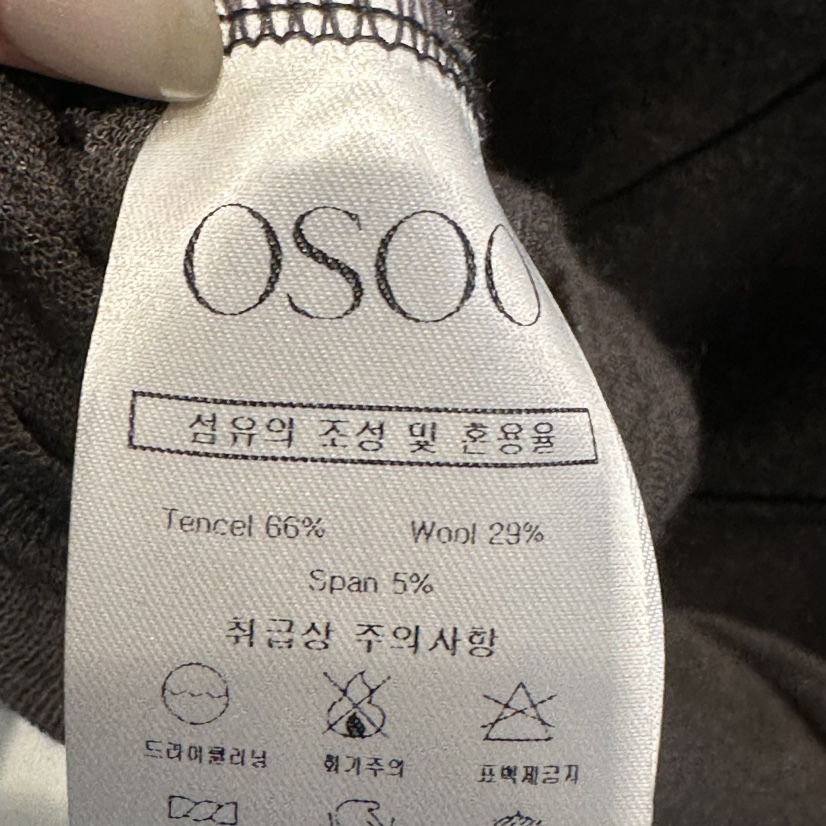 OSOO
섬유의 조성 및 혼용율
Tencel 66% Wool 29%
Span 5%
취급상 주의사항
드라이클리닝 화기주의 표백제금지